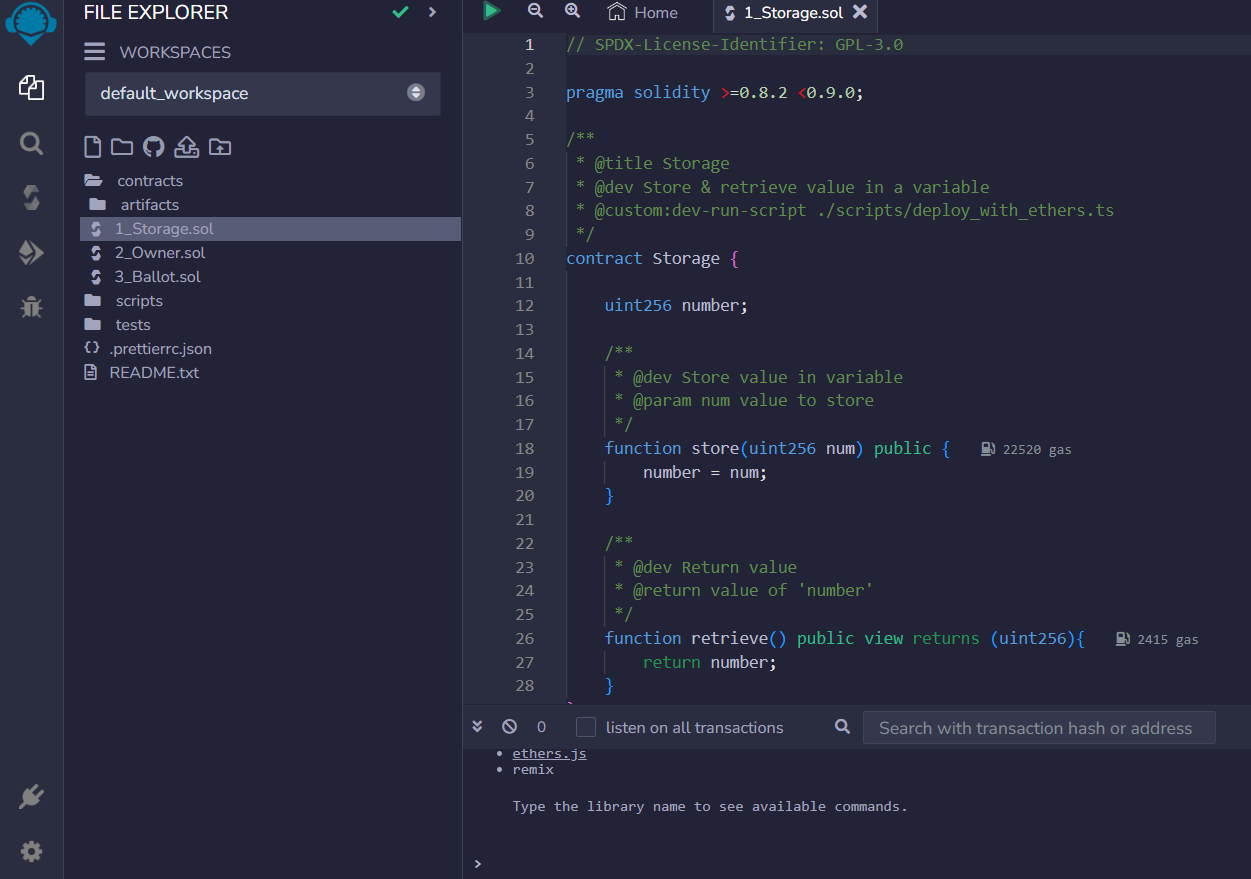 FILE EXPLORER
WORKSPACES
default_workspace
contracts
artifacts
1_Storage.sol
2_Owner.sol
3_Ballot.sol
scripts
tests
{} .prettierrc.json
README.txt
Home
1_Storage.sol
1 // SPDX-License-Identifier: GPL-3.0
2
3 pragma solidity >=0.8.2 <0.9.0;
4
5 /**
6 * @title Storage
7 * @dev Store & retrieve value in a variable
8 * @custom:dev-run-script ./scripts/deploy_with_ethers.ts
9 */
10 contract Storage {
11
12 uint256 number;
13
14 /**
15 * @dev Store value in variable
16 * @param num value to store
17 */
18 function store(uint256 num) public { 22520 gas
19 number = num;
20 }
21
22 /**
23 * @dev Return value
24 * @return value of 'number'
25 */
26 function retrieve() public view returns (uint256){ 2415 gas
27 return number;
28 }
0 listen on all transactions Search with transaction hash or address
• ethers.js
• remix
Type the library name to see available commands.
>